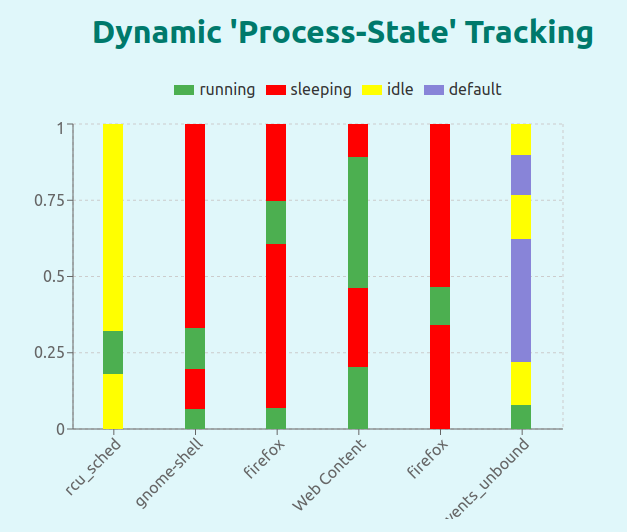 Dynamic 'Process-State' Tracking
running sleeping idle default
1
0.75
0.5
0.25
0
rcu_sched gnome-shell firefox Web Content firefox vents_unbound